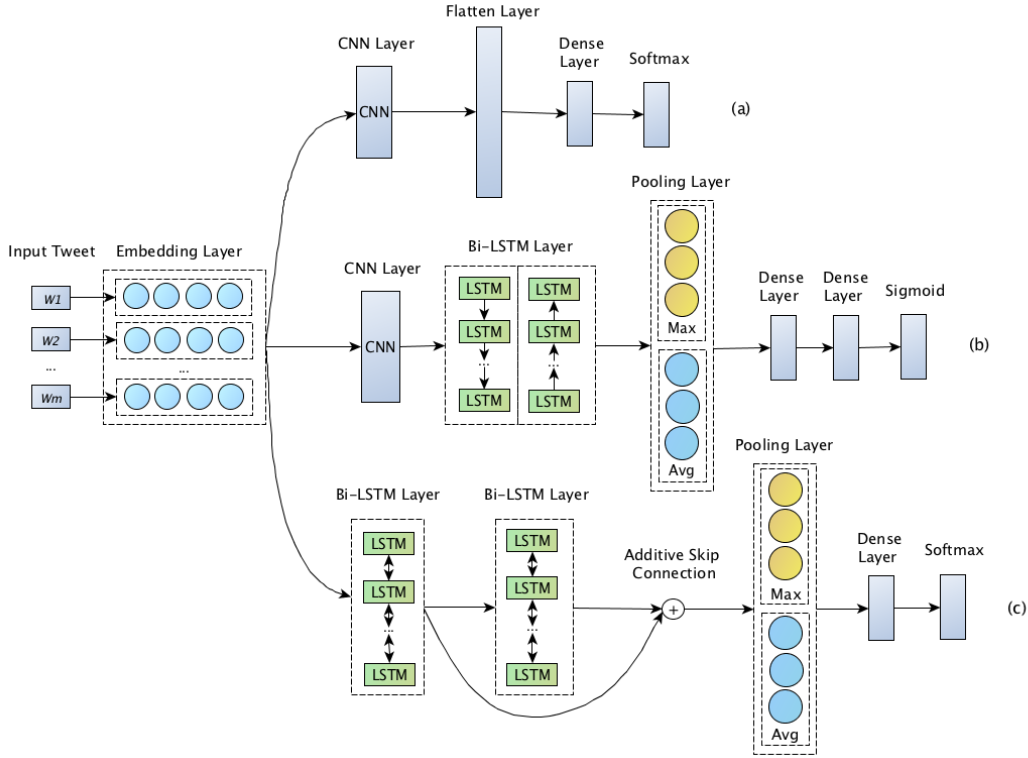 Flatten Layer
CNN Layer
Dense
Layer
Softmax
CNN
(a)
Pooling Layer
Input Tweet
Embedding Layer
W1
W2
...
...
Wm
CNN Layer
CNN
Bi-LSTM Layer
LSTM
LSTM
LSTM
LSTM
...
...
LSTM
LSTM
Max
Avg
Dense
Layer
Dense
Layer
Sigmoid
(b)
Bi-LSTM Layer
LSTM
LSTM
...
LSTM
Bi-LSTM Layer
LSTM
LSTM
...
LSTM
Additive Skip
Connection
+
Pooling Layer
Max
Avg
Dense
Layer
Softmax
(c)